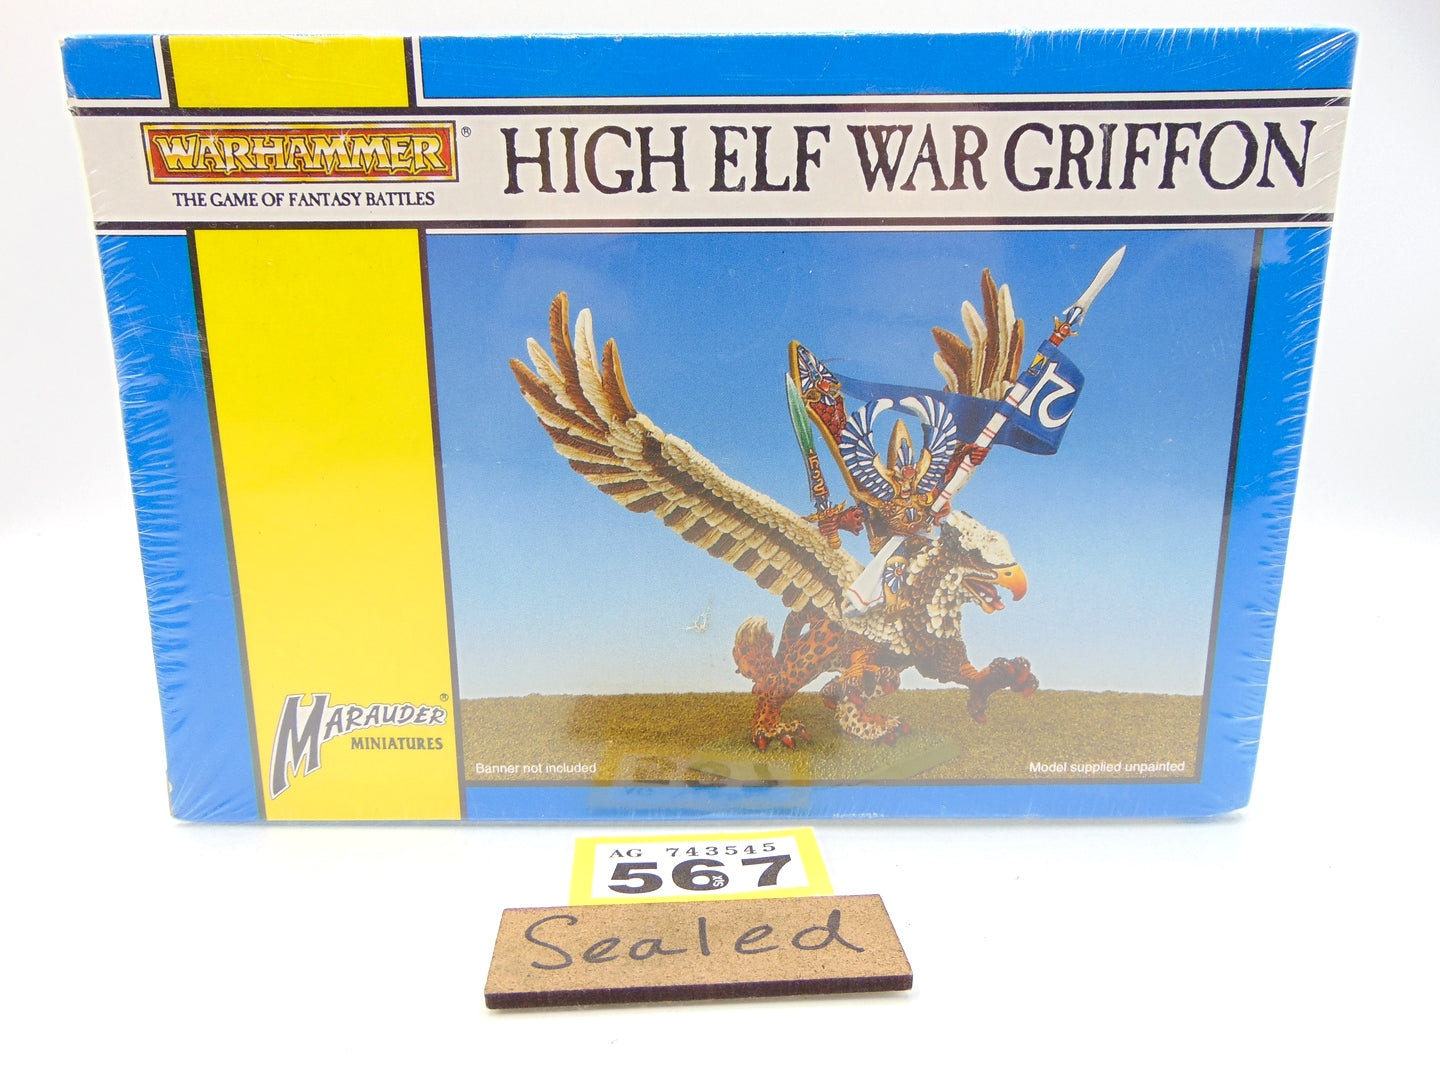 WARHAMMER®
THE GAME OF FANTASY BATTLES
HIGH ELF WAR GRIFFON
MARAUDER®
MINIATURES
Banner not included
Model supplied unpainted
AG 743545
567
SIX
Sealed